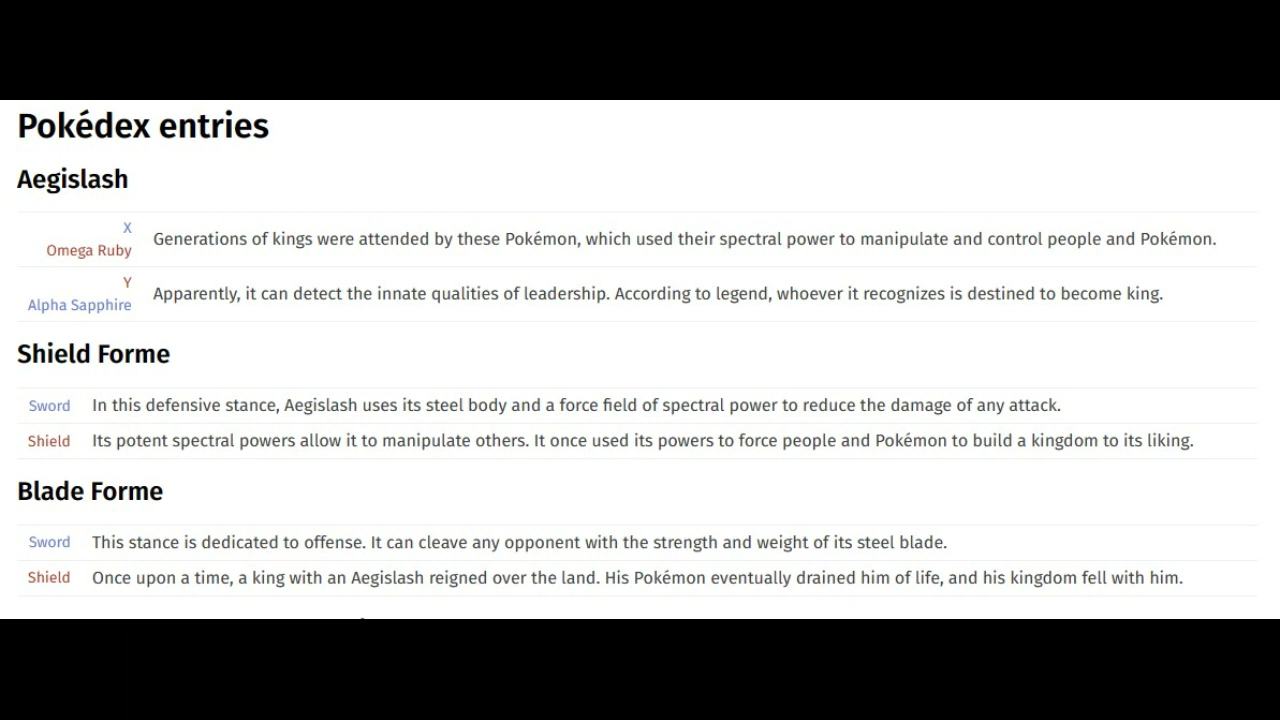 Pokédex entries
Aegislash
X
Omega Ruby
Generations of kings were attended by these Pokémon, which used their spectral power to manipulate and control people and Pokémon.
Y
Alpha Sapphire
Apparently, it can detect the innate qualities of leadership. According to legend, whoever it recognizes is destined to become king.
Shield Forme
Sword In this defensive stance, Aegislash uses its steel body and a force field of spectral power to reduce the damage of any attack.
Shield Its potent spectral powers allow it to manipulate others. It once used its powers to force people and Pokémon to build a kingdom to its liking.
Blade Forme
Sword This stance is dedicated to offense. It can cleave any opponent with the strength and weight of its steel blade.
Shield Once upon a time, a king with an Aegislash reigned over the land. His Pokémon eventually drained him of life, and his kingdom fell with him.